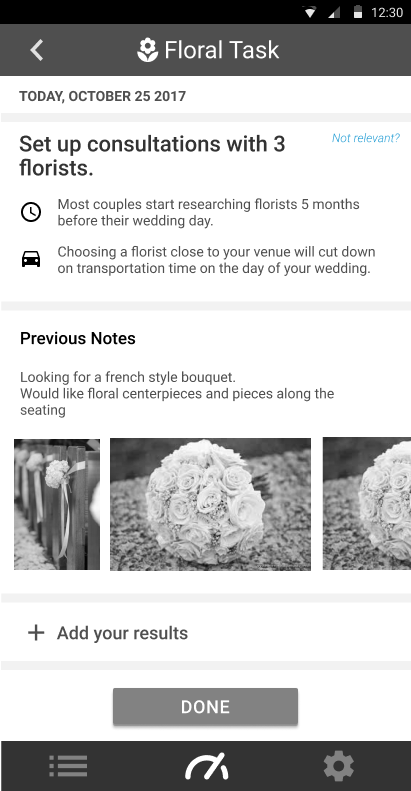 12:30
Floral Task
TODAY, OCTOBER 25 2017
Set up consultations with 3
florists.
Not relevant?
Most couples start researching florists 5 months
before their wedding day.
Choosing a florist close to your venue will cut down
on transportation time on the day of your wedding.
Previous Notes
Looking for a french style bouquet.
Would like floral centerpieces and pieces along the
seating
Add your results
DONE